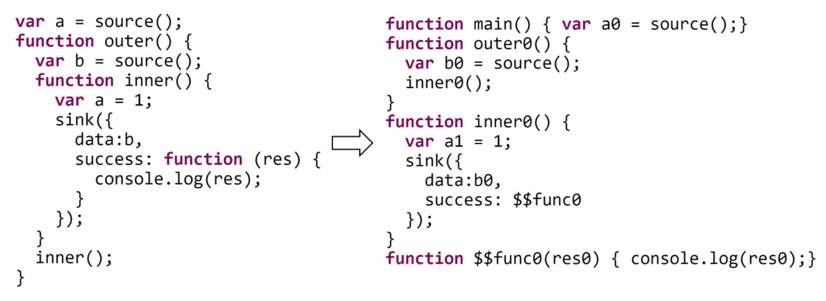 var a = source();
function outer() {
  var b = source();
  function inner() {
    var a = 1;
    sink({
      data:b,
      success: function (res) {
        console.log(res);
      }
    });
  }
  inner();
}
function main() { var a0 = source();}
function outer0() {
  var b0 = source();
  inner0();
}
function inner0() {
  var a1 = 1;
  sink({
    data:b0,
    success: $$func0
  });
}
function $$func0(res0) { console.log(res0);}